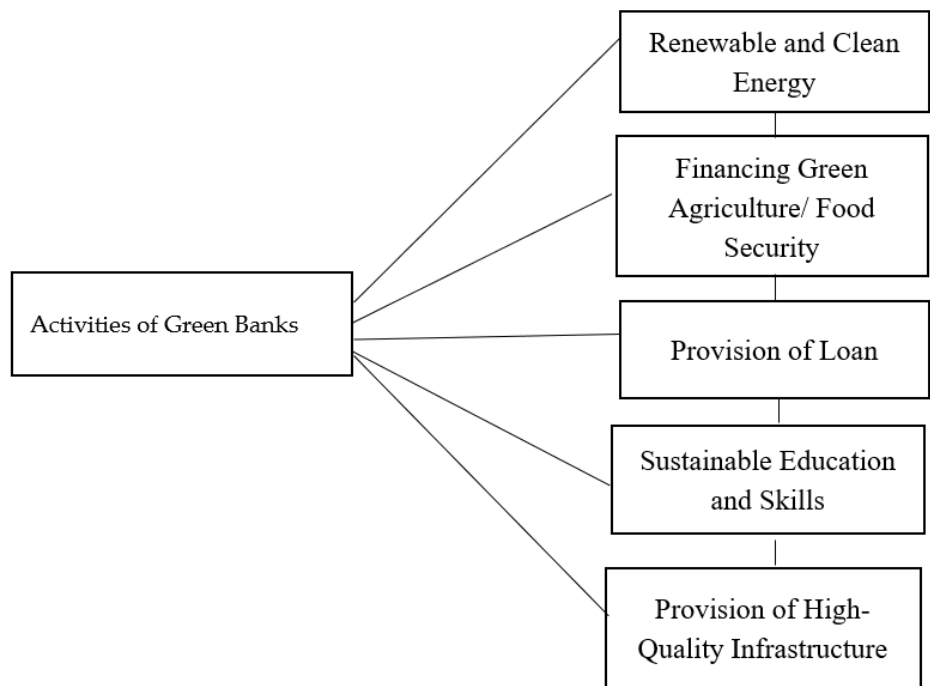 Renewable and Clean
Energy
Financing Green
Agriculture/ Food
Security
Activities of Green Banks
Provision of Loan
Sustainable Education
and Skills
Provision of High-
Quality Infrastructure